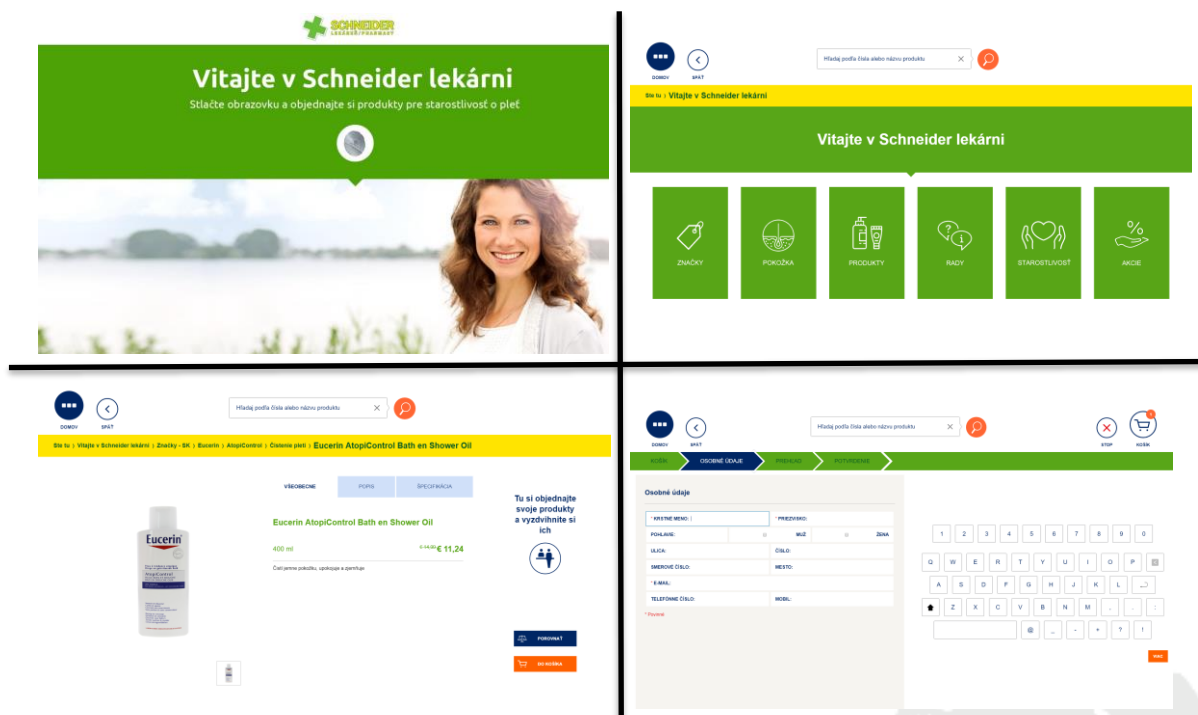 SCHNEIDER
LEKÁREŇ/PHARMACY
Vitajte v Schneider lekárni
Stlačte obrazovku a objednajte si produkty pre starostlivosť o pleť
DOMOV
SPÄŤ
Hľadaj podľa čísla alebo názvu produktu
Ste tu › Vitajte v Schneider lekárni
Vitajte v Schneider lekárni
ZNAČKY
POKOŽKA
PRODUKTY
RADY
STAROSTLIVOSŤ
AKCIE
DOMOV
SPÄŤ
Hľadaj podľa čísla alebo názvu produktu
Ste tu › Vitajte v Schneider lekárni › Značky - SK › Eucerin › AtopiControl › Čistenie pleti › Eucerin AtopiControl Bath en Shower Oil
VŠEOBECNE
POPIS
ŠPECIFIKÁCIA
Eucerin AtopiControl Bath en Shower Oil
400 ml
€ 11,24
Čistí jemne pokožku, upokojuje a zjemňuje
Eucerin
AtopiControl
Tu si objednajte
svoje produkty
a vyzdvihnite si
ich
POROVNAŤ
DO KOŠÍKA
DOMOV
SPÄŤ
Hľadaj podľa čísla alebo názvu produktu
STOP
KOŠÍK
KOŠÍK
OSOBNÉ ÚDAJE
PREHĽAD
POTVRDENIE
Osobné údaje
* KRSTNÉ MENO:
* PRIEZVISKO:
POHLAVIE:
MUŽ
ŽENA
ULICA:
ČÍSLO:
SMEROVÉ ČÍSLO:
MESTO:
* E-MAIL:
TELEFÓNNE ČÍSLO:
MOBIL:
* Povinné
1 2 3 4 5 6 7 8 9 0
Q W E R T Y U I O P
A S D F G H J K L
Z X C V B N M , . :
@ _ - + ? !